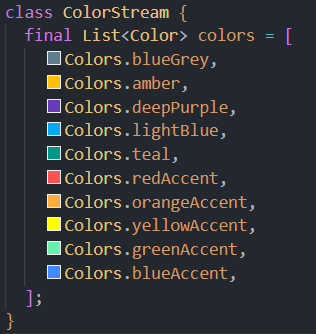 class ColorStream {
  final List<Color> colors = [
    Colors.blueGrey,
    Colors.amber,
    Colors.deepPurple,
    Colors.lightBlue,
    Colors.teal,
    Colors.redAccent,
    Colors.orangeAccent,
    Colors.yellowAccent,
    Colors.greenAccent,
    Colors.blueAccent,
  ];
}